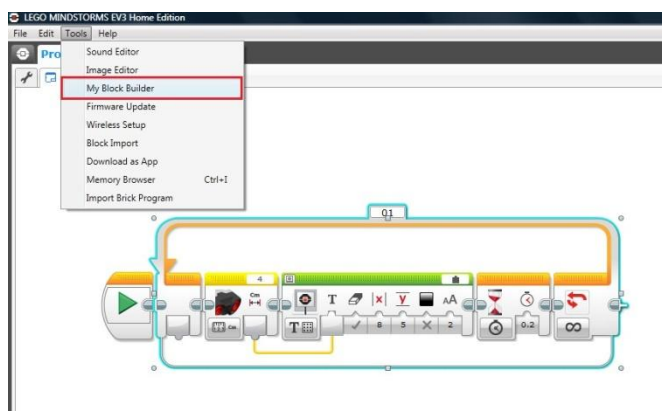 LEGO MINDSTORMS EV3 Home Edition
File Edit Tools Help
Pro
Sound Editor
Image Editor
My Block Builder
Firmware Update
Wireless Setup
Block Import
Download as App
Memory Browser Ctrl+I
Import Brick Program
01
4
Cm
T x y AA
Cm T 8 5 2 0.2 ∞